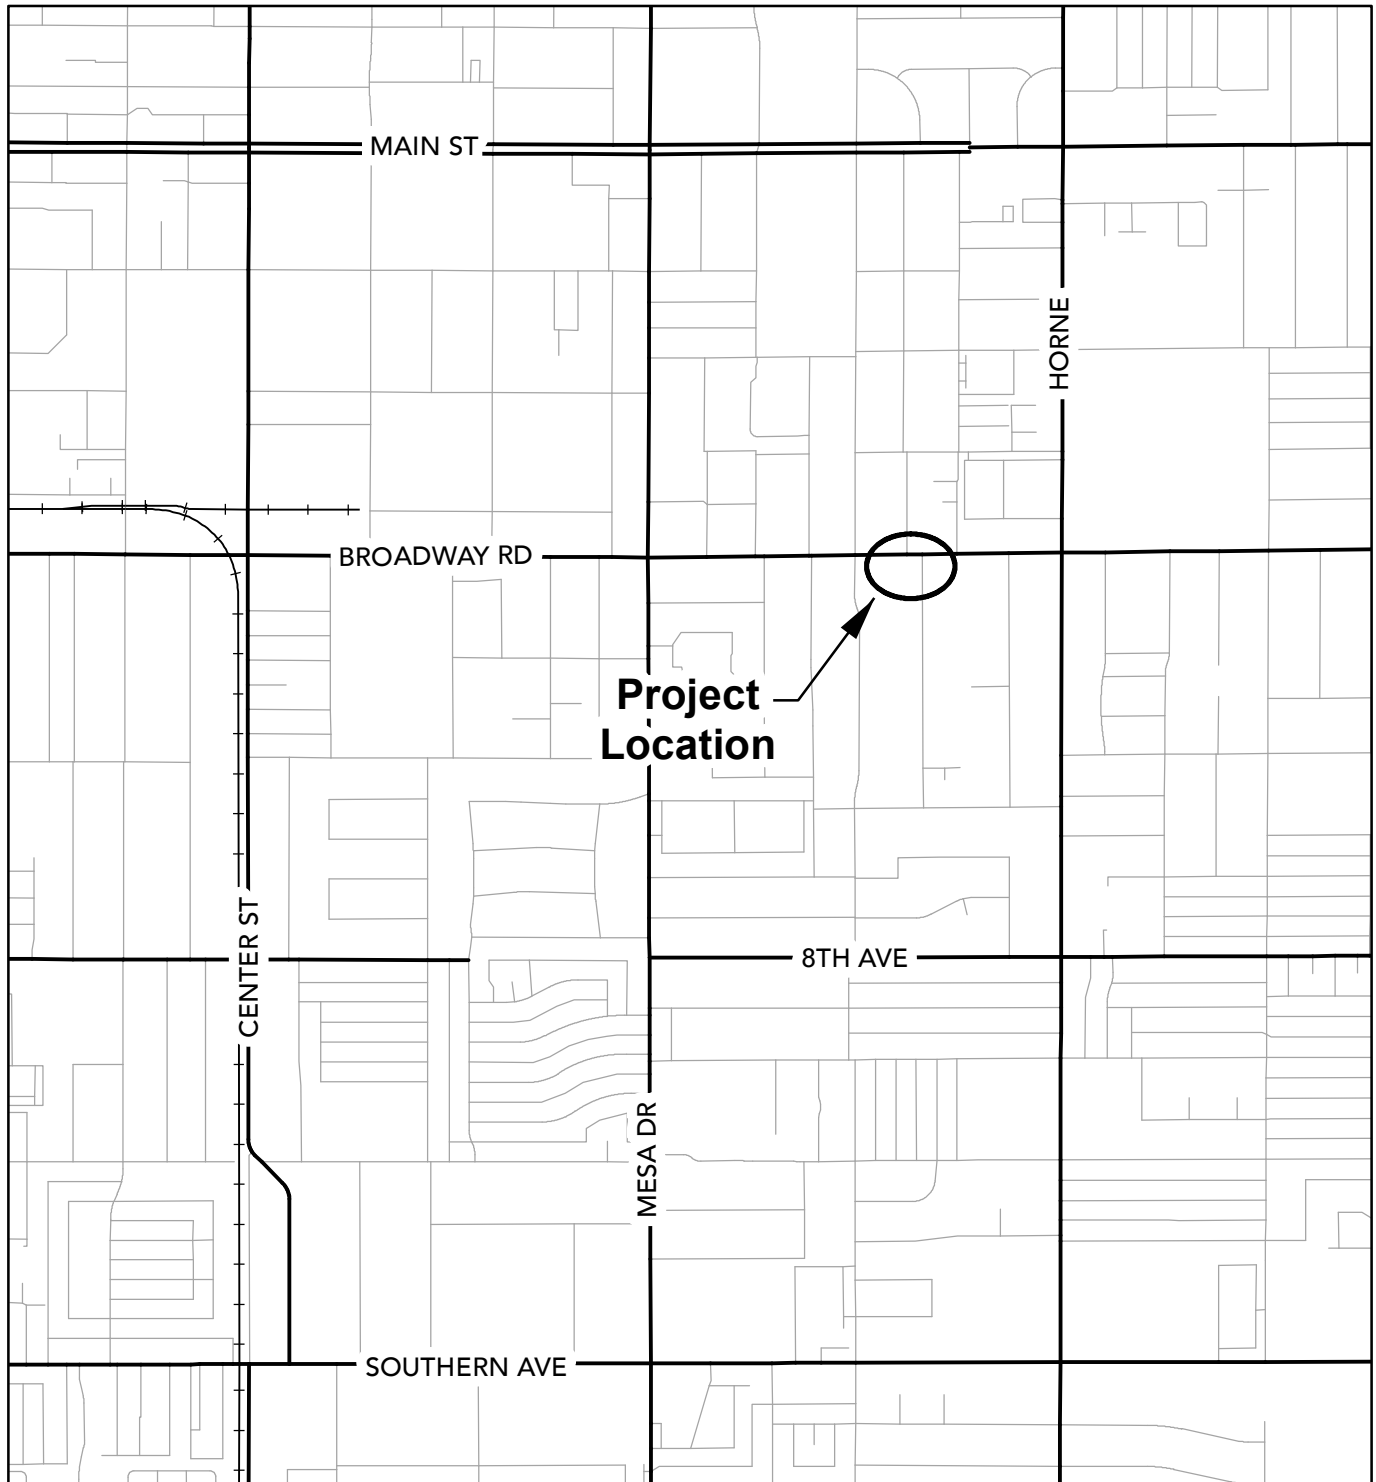 MAIN ST
HORNE
BROADWAY RD
Project
Location
CENTER ST
8TH AVE
MESA DR
SOUTHERN AVE